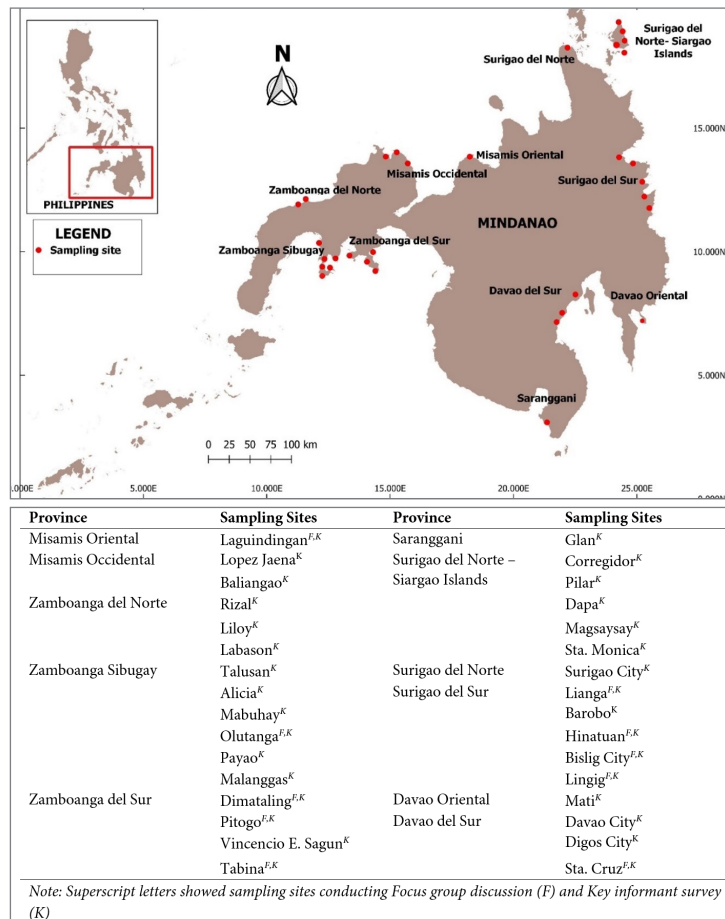 N
Surigao del
Norte- Siargao
Islands
Surigao del Norte
15.000N
Misamis Oriental
Misamis Occidental
Surigao del Sur
Zamboanga del Norte
PHILIPPINES
LEGEND
Sampling site
MINDANAO
Zamboanga del Sur
Zamboanga Sibugay
10.000N
Davao del Sur
Davao Oriental
5.000N
Saranggani
0 25 50 75 100 km
0.000N
.000E 5.000E 10.000E 15.000E 20.000E 25.000E
Province Sampling Sites Province Sampling Sites
Misamis Oriental Laguindingan^F,K Saranggani Glan^K
Misamis Occidental Lopez Jaena^K Surigao del Norte – Corregidor^K
Baliangao^K Siargao Islands Pilar^K
Zamboanga del Norte Rizal^K Dapa^K
Liloy^K Magsaysay^K
Labason^K Sta. Monica^K
Zamboanga Sibugay Talusan^K Surigao del Norte Surigao City^K
Alicia^K Surigao del Sur Lianga^F,K
Mabuhay^K Barobo^K
Olutanga^F,K Hinatuan^F,K
Payao^K Bislig City^F,K
Malanggas^K Lingig^F,K
Zamboanga del Sur Dimataling^F,K Davao Oriental Mati^K
Pitogo^F,K Davao del Sur Davao City^K
Vincencio E. Sagun^K Digos City^K
Tabina^F,K Sta. Cruz^F,K
Note: Superscript letters showed sampling sites conducting Focus group discussion (F) and Key informant survey
(K)